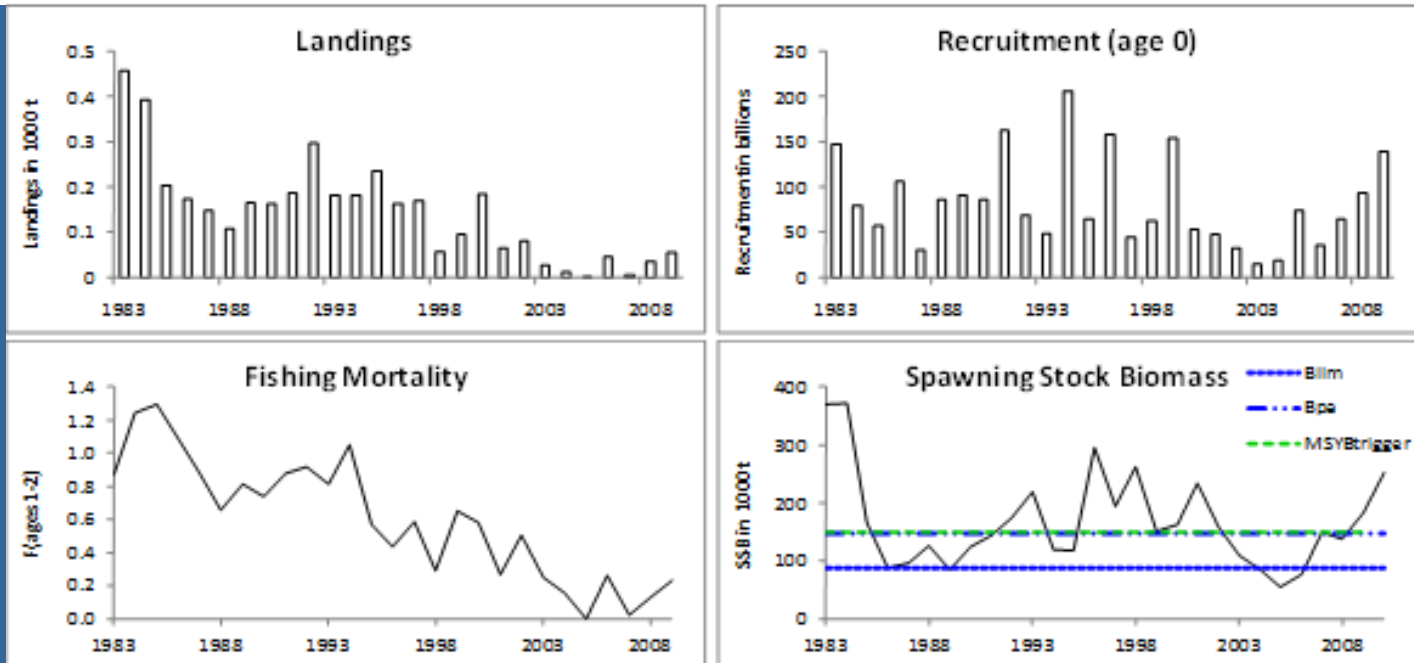 Landings
Landings in 1000 t
0.5
0.4
0.3
0.2
0.1
0
1983 1988 1993 1998 2003 2008
Recruitment (age 0)
Recruitment in billions
250
200
150
100
50
0
1983 1988 1993 1998 2003 2008
Fishing Mortality
F(ages 1-2)
1.4
1.2
1.0
0.8
0.6
0.4
0.2
0.0
1983 1988 1993 1998 2003 2008
Spawning Stock Biomass
SSB in 1000 t
400
300
200
100
0
1983 1988 1993 1998 2003 2008
Blim
Bpa
MSYBtrigger